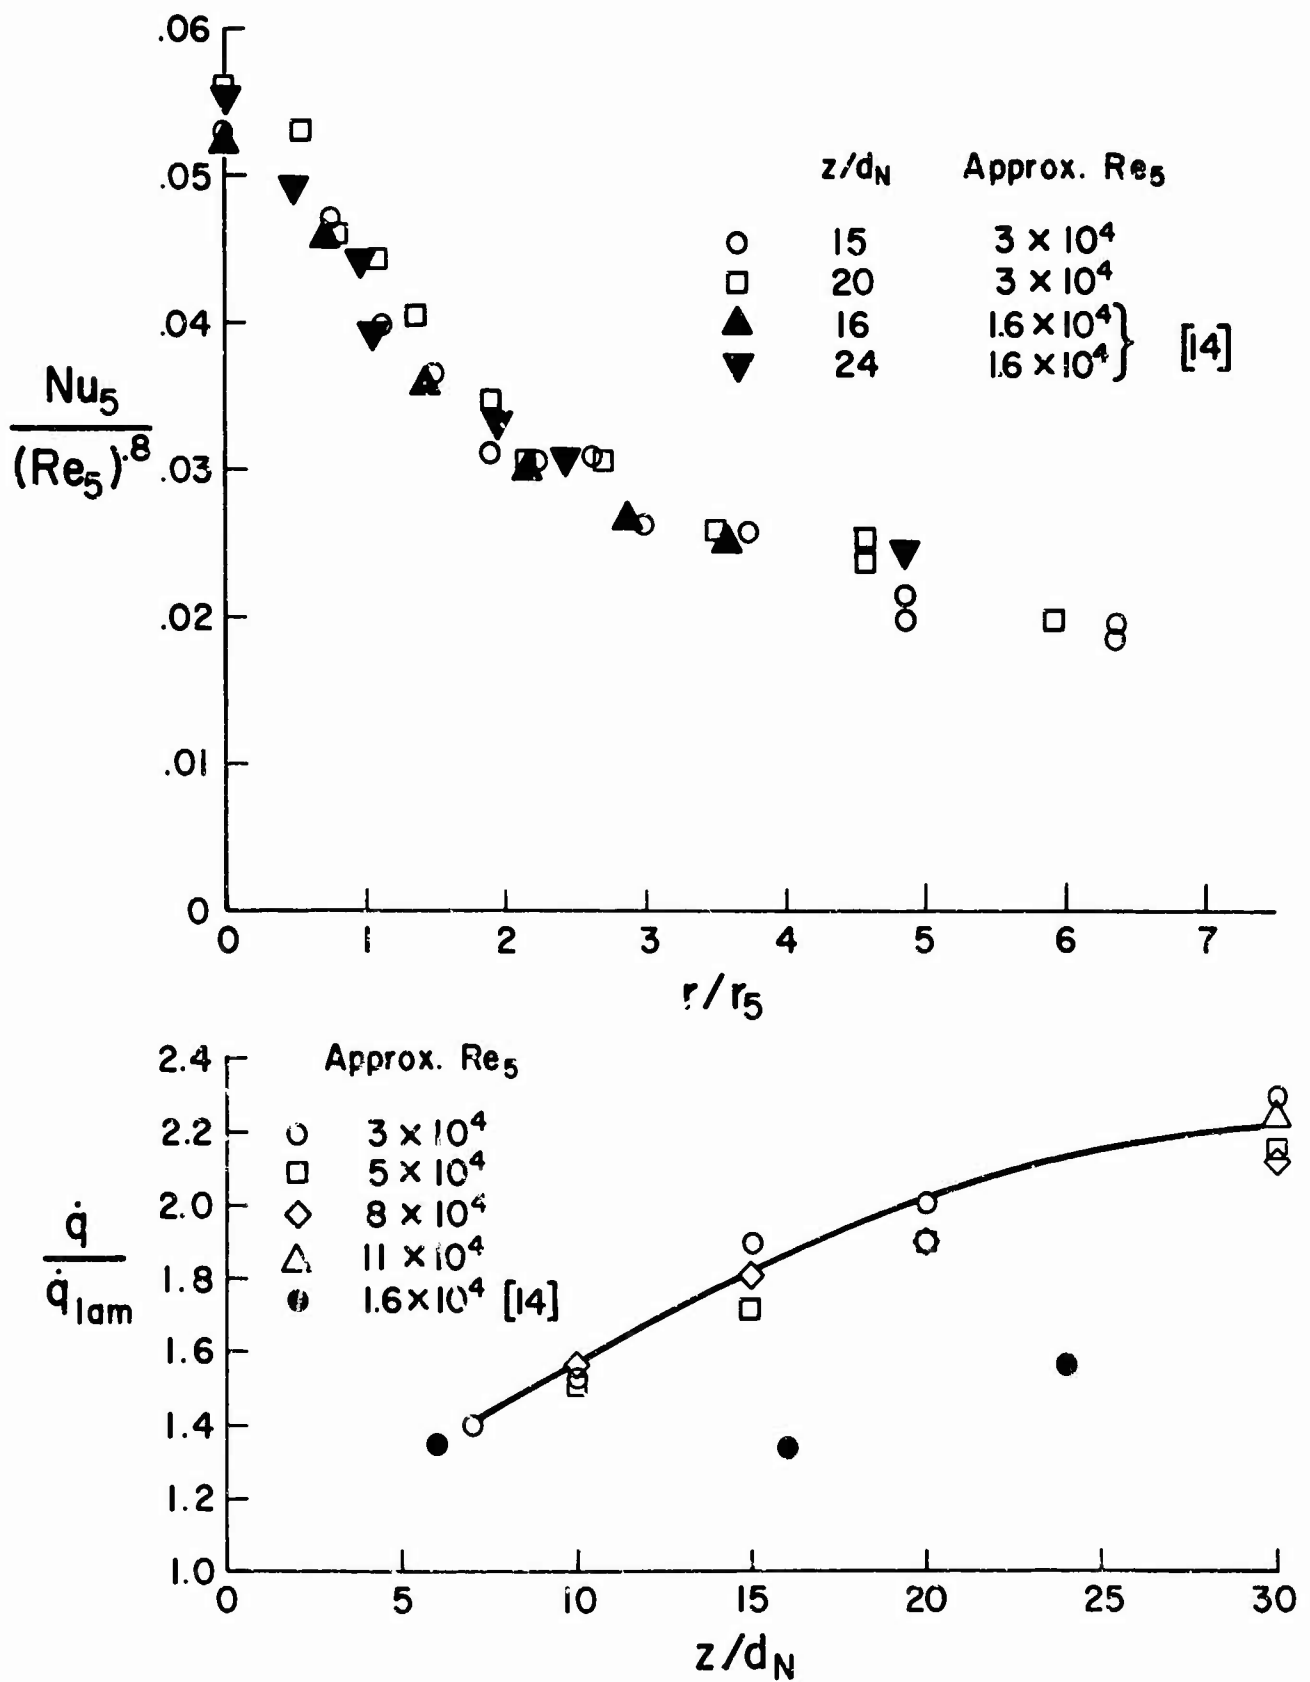 .06
.05
.04
.03
.02
.01
0
Nu₅
(Re₅)^.8
z/d_N Approx. Re₅
○ 15 3 × 10⁴
□ 20 3 × 10⁴
▲ 16 1.6 × 10⁴
▼ 24 1.6 × 10⁴
} [14]
0 1 2 3 4 5 6 7
r/r₅
2.4
2.2
2.0
1.8
1.6
1.4
1.2
1.0
q̇
q̇_lam
Approx. Re₅
○ 3 × 10⁴
□ 5 × 10⁴
◇ 8 × 10⁴
△ 11 × 10⁴
● 1.6 × 10⁴ [14]
0 5 10 15 20 25 30
z/d_N